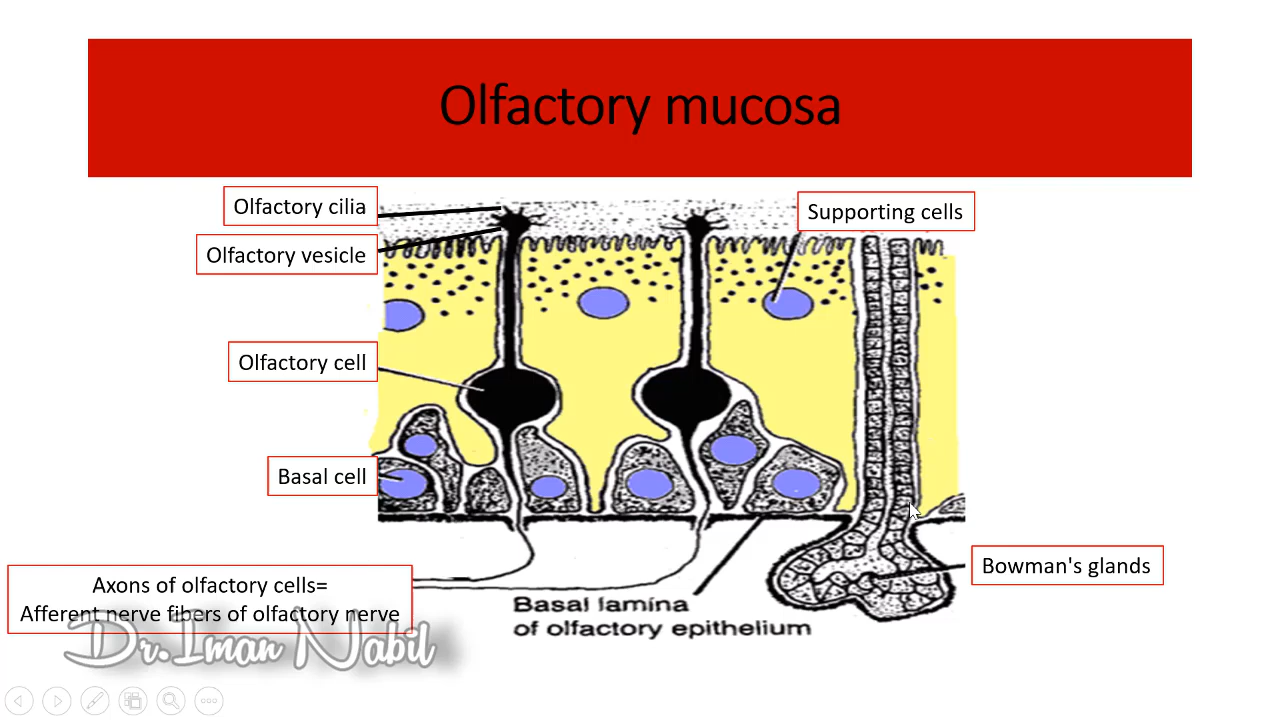 Olfactory mucosa
Olfactory cilia
Supporting cells
Olfactory vesicle
Olfactory cell
Basal cell
Bowman's glands
Axons of olfactory cells=
Afferent nerve fibers of olfactory nerve
Basal lamina
of olfactory epithelium
Dr.Iman Nabil